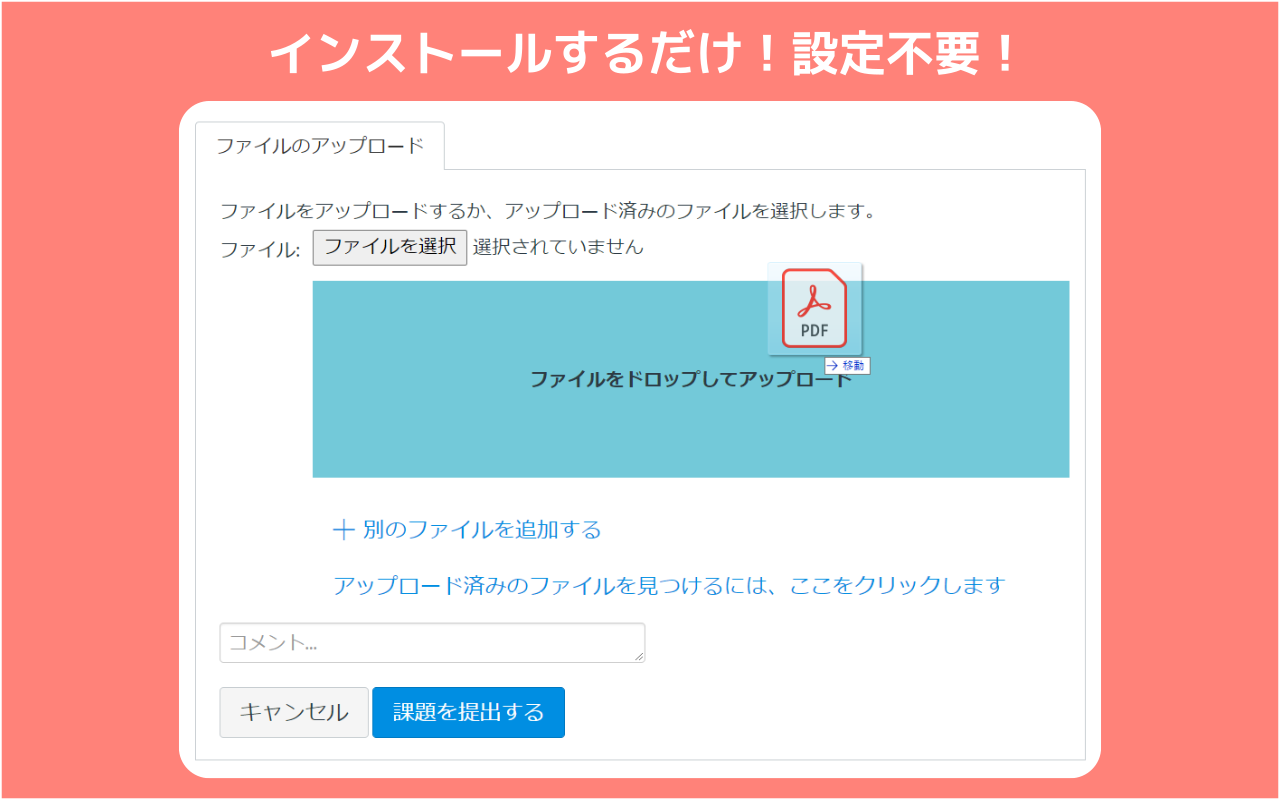 インストールするだけ！設定不要！
ファイルのアップロード
ファイルをアップロードするか、アップロード済みのファイルを選択します。
ファイル: ファイルを選択 選択されていません
PDF
→ 移動
ファイルをドロップしてアップロード
＋ 別のファイルを追加する
アップロード済みのファイルを見つけるには、ここをクリックします
コメント...
キャンセル 課題を提出する